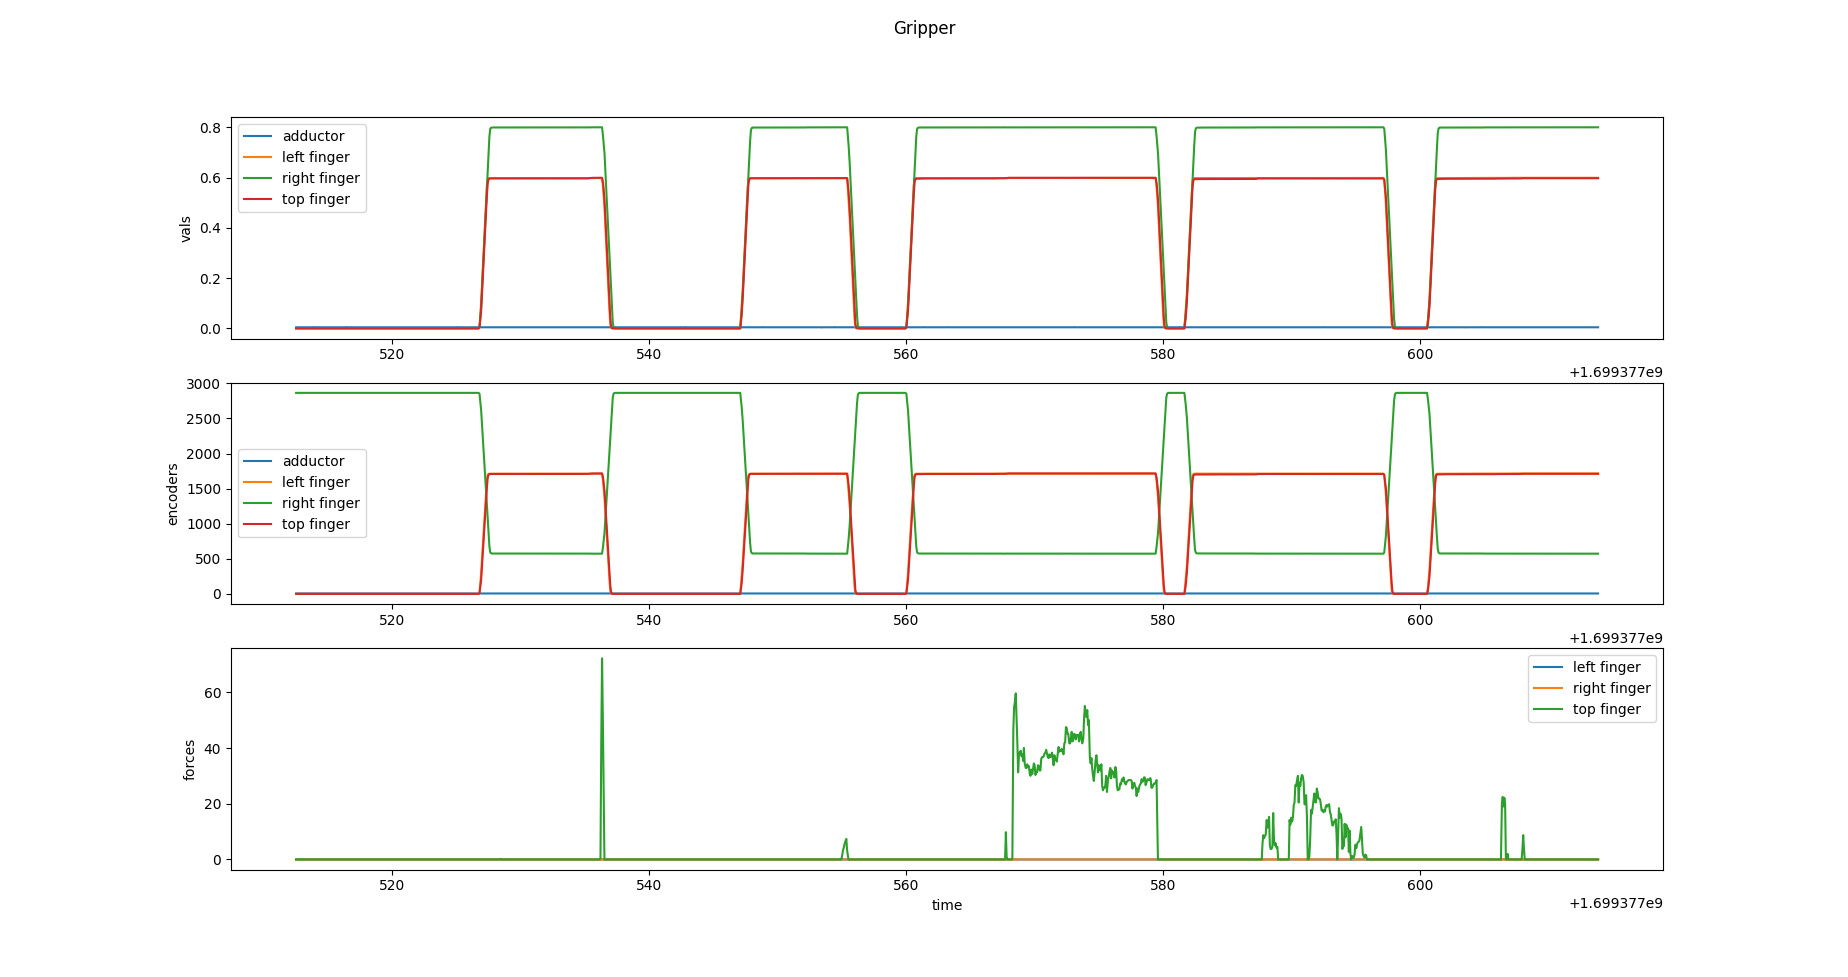 Gripper
vals
0.8
0.6
0.4
0.2
0.0
adductor
left finger
right finger
top finger
520 540 560 580 600
+1.699377e9
encoders
3000
2500
2000
1500
1000
500
0
adductor
left finger
right finger
top finger
520 540 560 580 600
+1.699377e9
forces
60
40
20
0
left finger
right finger
top finger
520 540 560 580 600
time
+1.699377e9